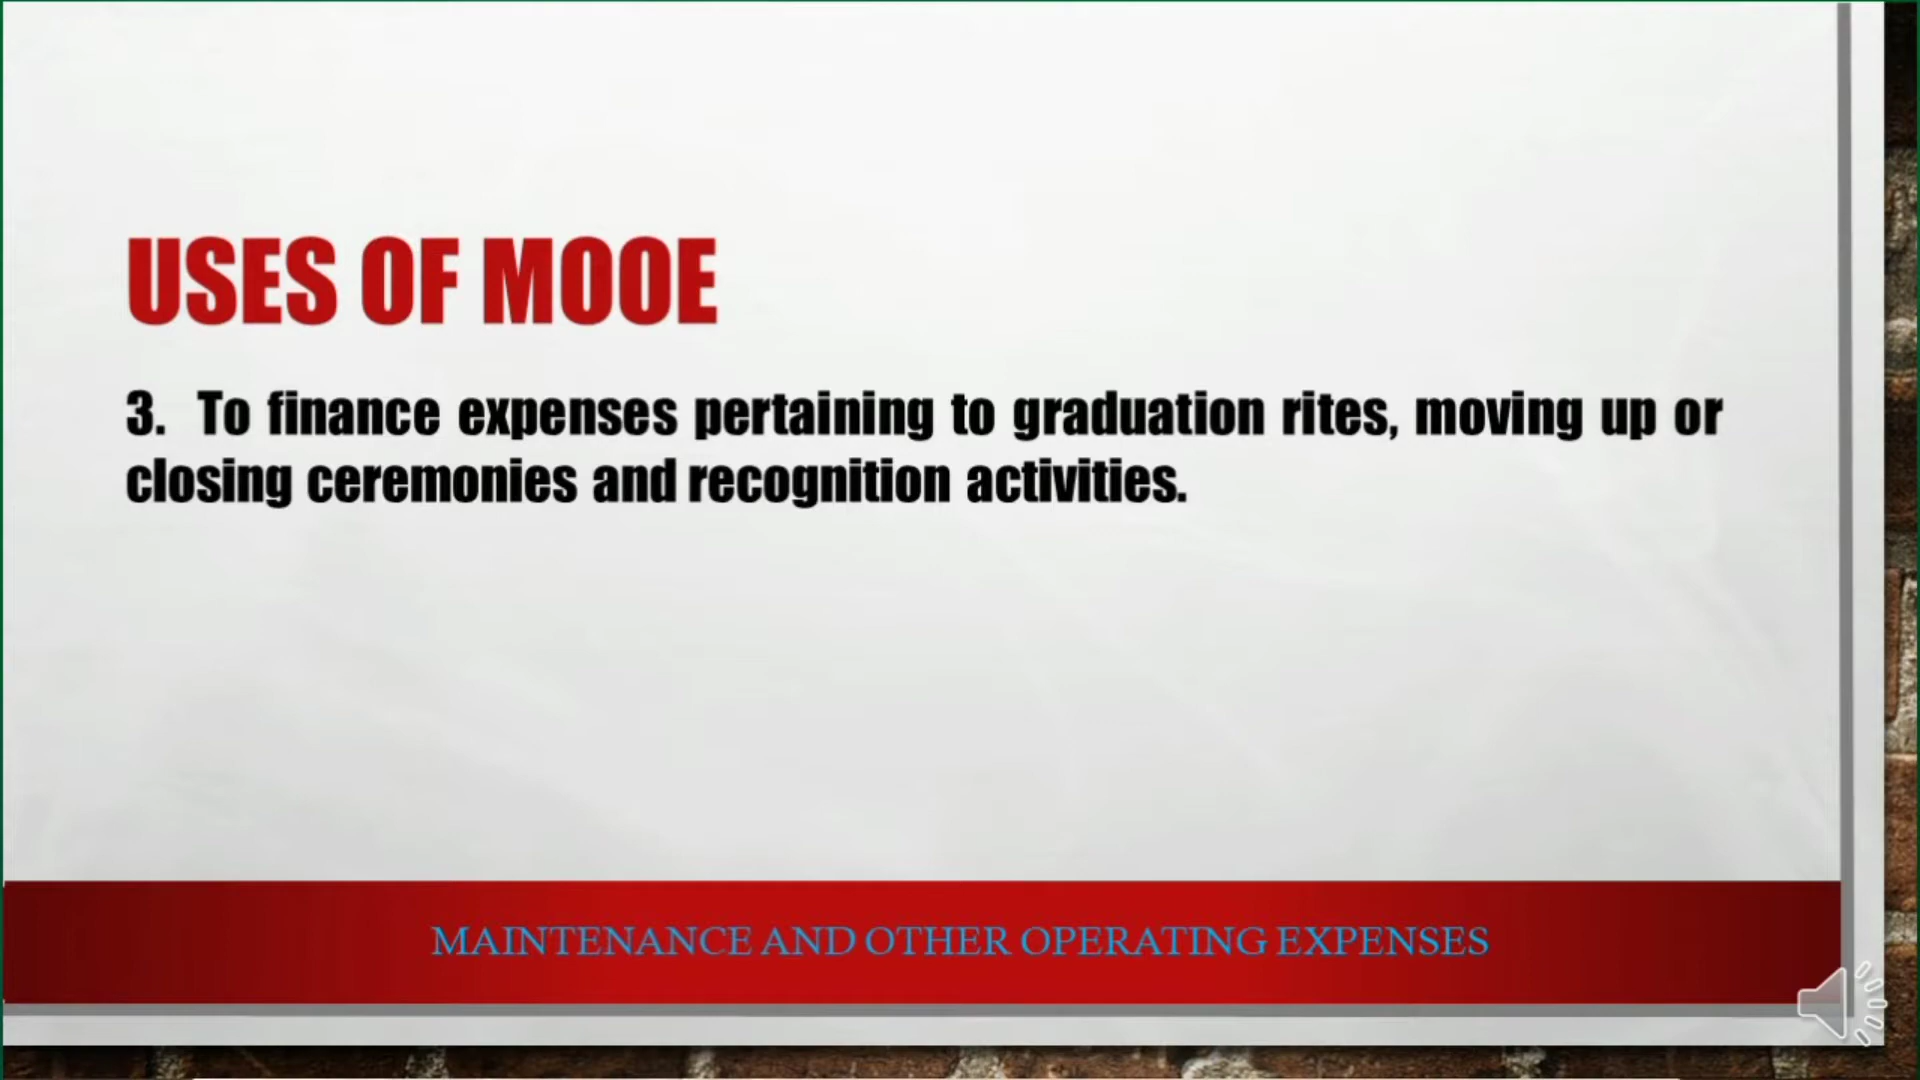 USES OF MOOE
3. To finance expenses pertaining to graduation rites, moving up or
closing ceremonies and recognition activities.
MAINTENANCE AND OTHER OPERATING EXPENSES